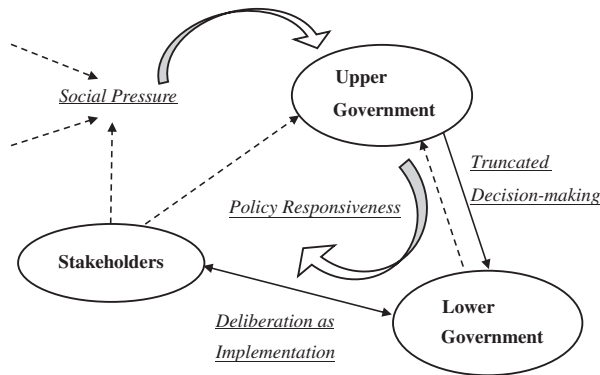 Upper
Government
Social Pressure
Truncated
Decision-making
Policy Responsiveness
Stakeholders
Lower
Government
Deliberation as
Implementation